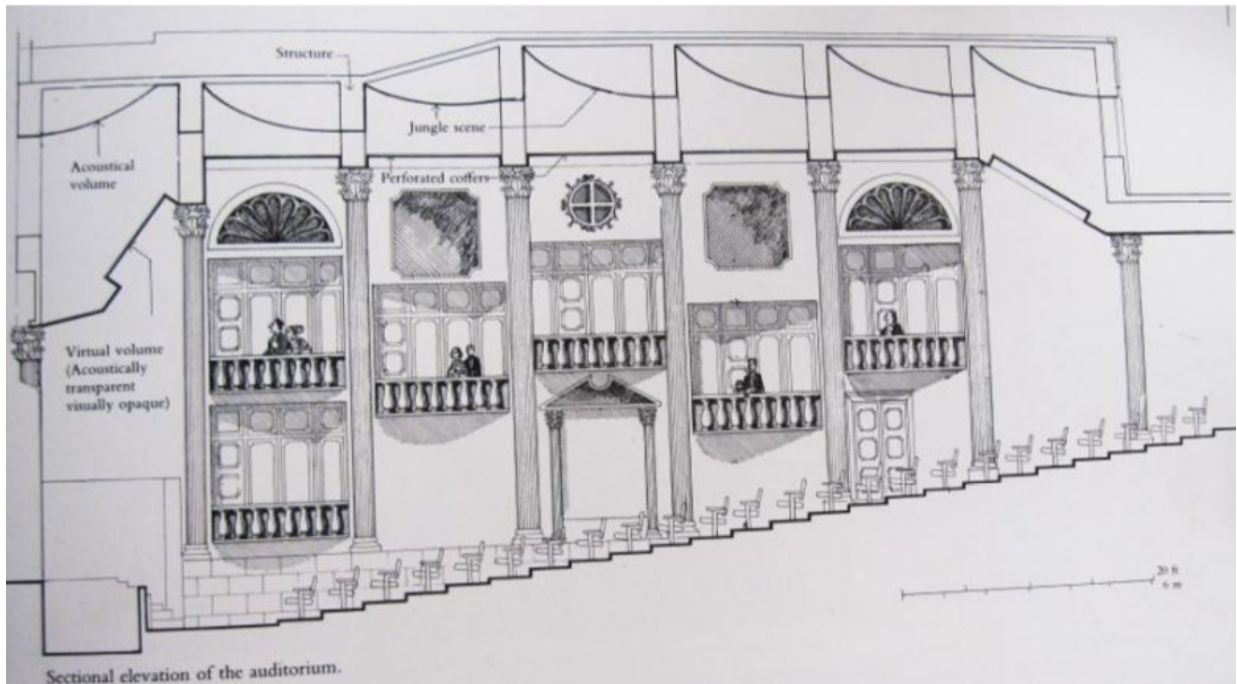 Structure
Jungle scene
Acoustical
volume
Perforated coffers
Virtual volume
(Acoustically
transparent
visually opaque)
20 ft
6 m
Sectional elevation of the auditorium.